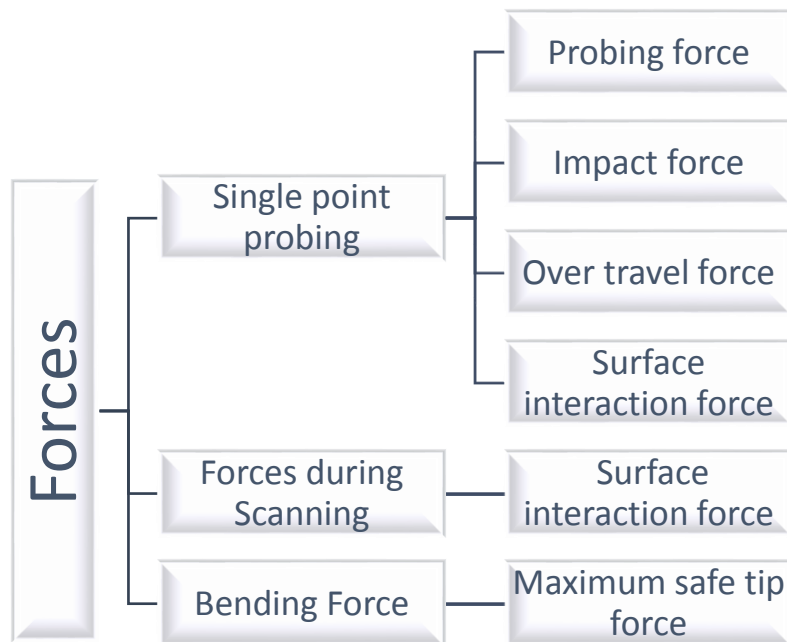 Forces
Single point
probing
Probing force
Impact force
Over travel force
Surface
interaction force
Forces during
Scanning
Surface
interaction force
Bending Force
Maximum safe tip
force